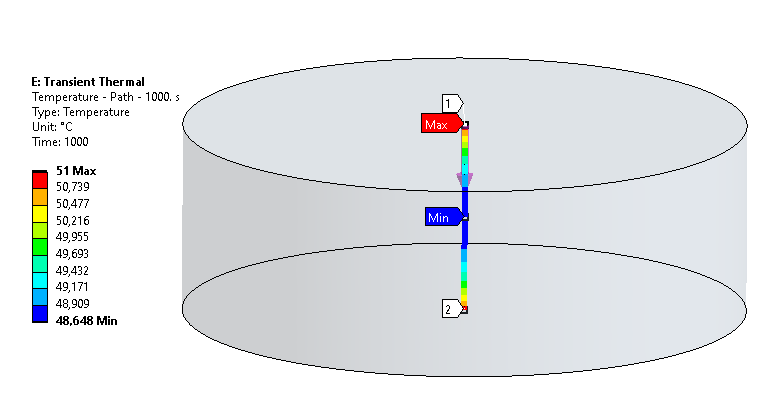 E: Transient Thermal
Temperature - Path - 1000. s
Type: Temperature
Unit: °C
Time: 1000
51 Max
50,739
50,477
50,216
49,955
49,693
49,432
49,171
48,909
48,648 Min
1
Max
Min
2